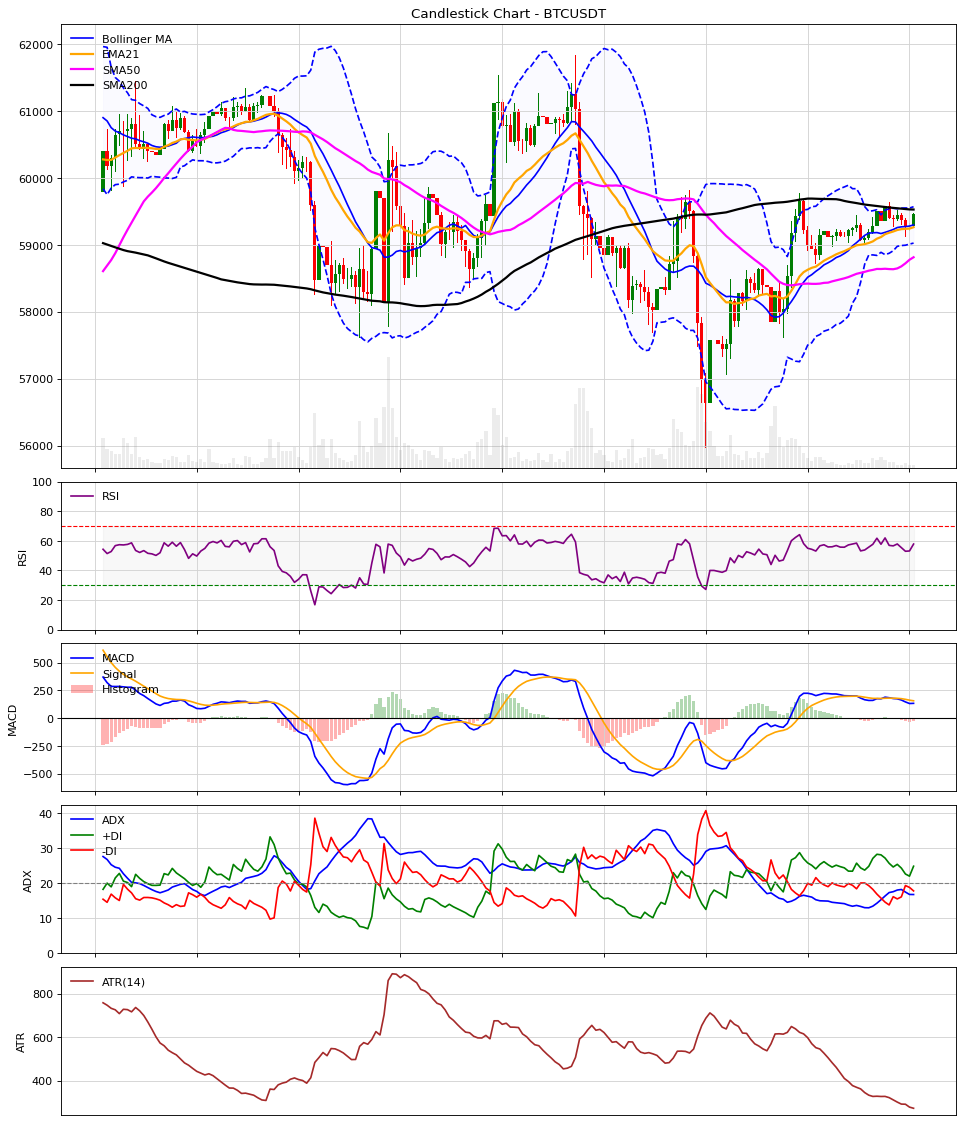 Candlestick Chart - BTCUSDT
Bollinger MA
EMA21
SMA50
SMA200
62000
61000
60000
59000
58000
57000
56000
RSI
RSI
100
80
60
40
20
0
MACD
Signal
Histogram
MACD
500
250
0
−250
−500
ADX
+DI
-DI
ADX
40
30
20
10
0
ATR(14)
ATR
800
600
400